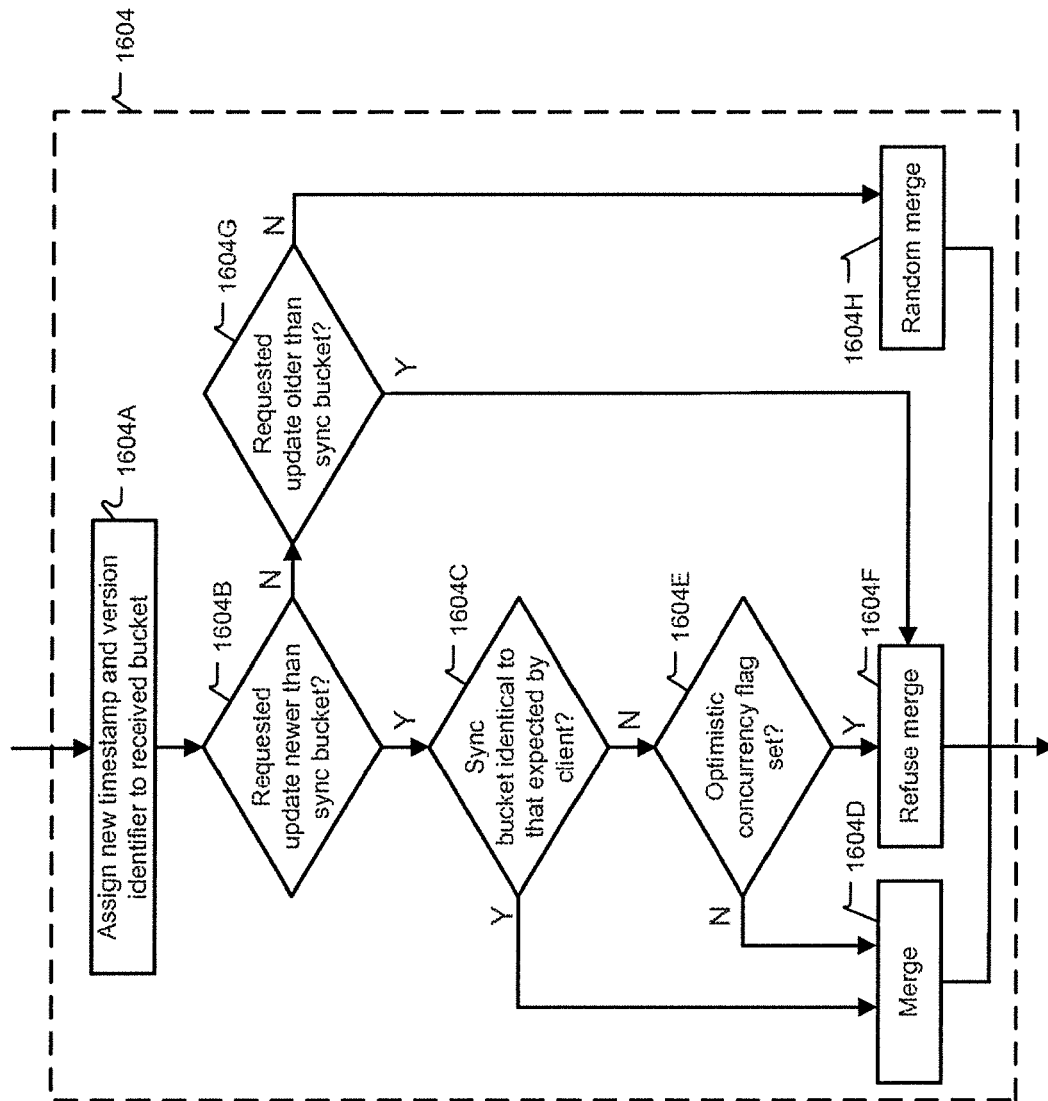 1604
Assign new timestamp and version
identifier to received bucket
1604A
Requested
update newer than
sync bucket?
1604B
N
Y
Requested
update older than
sync bucket?
1604G
N
Y
Sync
bucket identical to
that expected by
client?
1604C
Y
N
Optimistic
concurrency flag
set?
1604E
N
Y
Merge
1604D
Refuse merge
1604F
Random merge
1604H